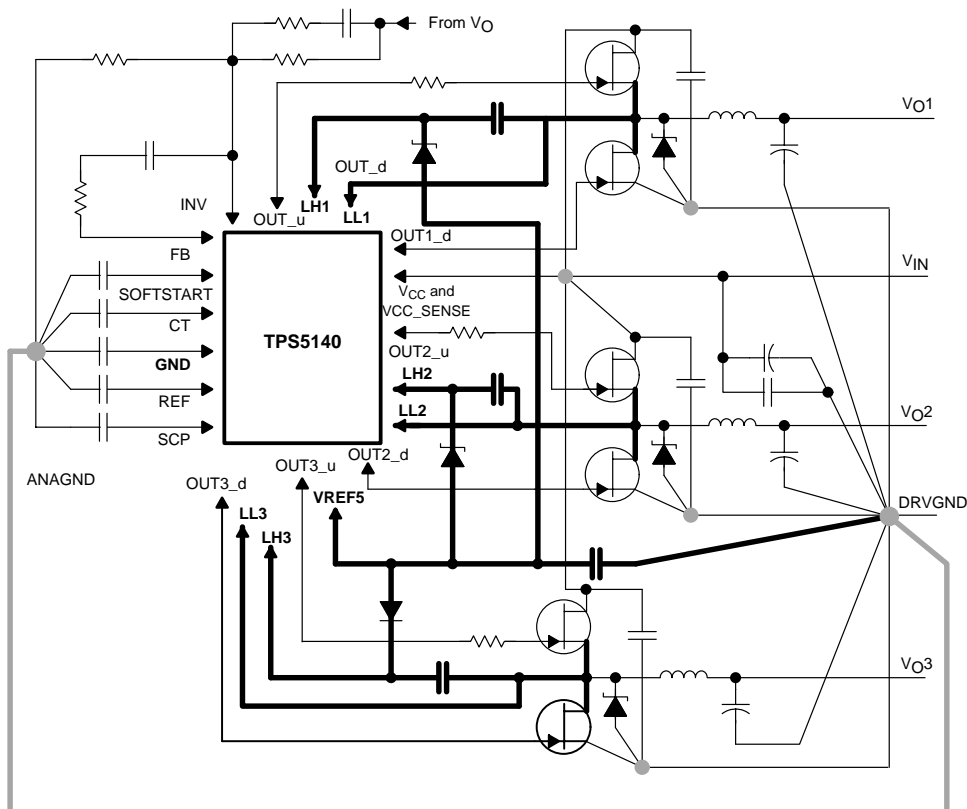 From VO
VO1
OUT_d
INV
OUT_u
LH1
LL1
OUT1_d
FB
VIN
SOFTSTART
VCC and
VCC_SENSE
CT
TPS5140
GND
OUT2_u
LH2
REF
LL2
VO2
SCP
OUT2_d
ANAGND
OUT3_u
OUT3_d
VREF5
DRVGND
LL3
LH3
VO3